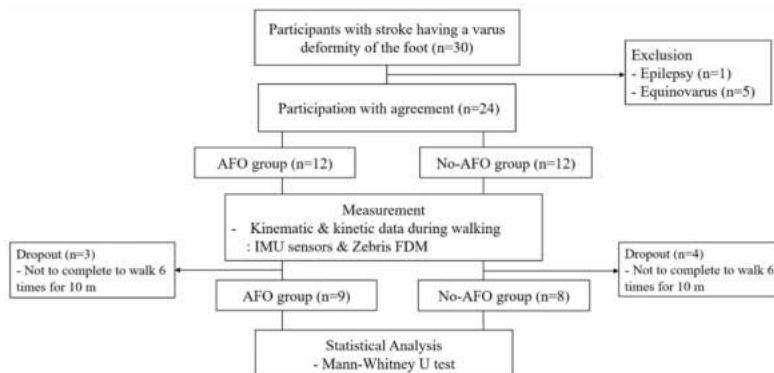 Participants with stroke having a varus
deformity of the foot (n=30)
Exclusion
- Epilepsy (n=1)
- Equinovarus (n=5)
Participation with agreement (n=24)
AFO group (n=12)
No-AFO group (n=12)
Measurement
- Kinematic & kinetic data during walking
: IMU sensors & Zebris FDM
Dropout (n=3)
- Not to complete to walk 6
times for 10 m
Dropout (n=4)
- Not to complete to walk 6
times for 10 m
AFO group (n=9)
No-AFO group (n=8)
Statistical Analysis
- Mann-Whitney U test